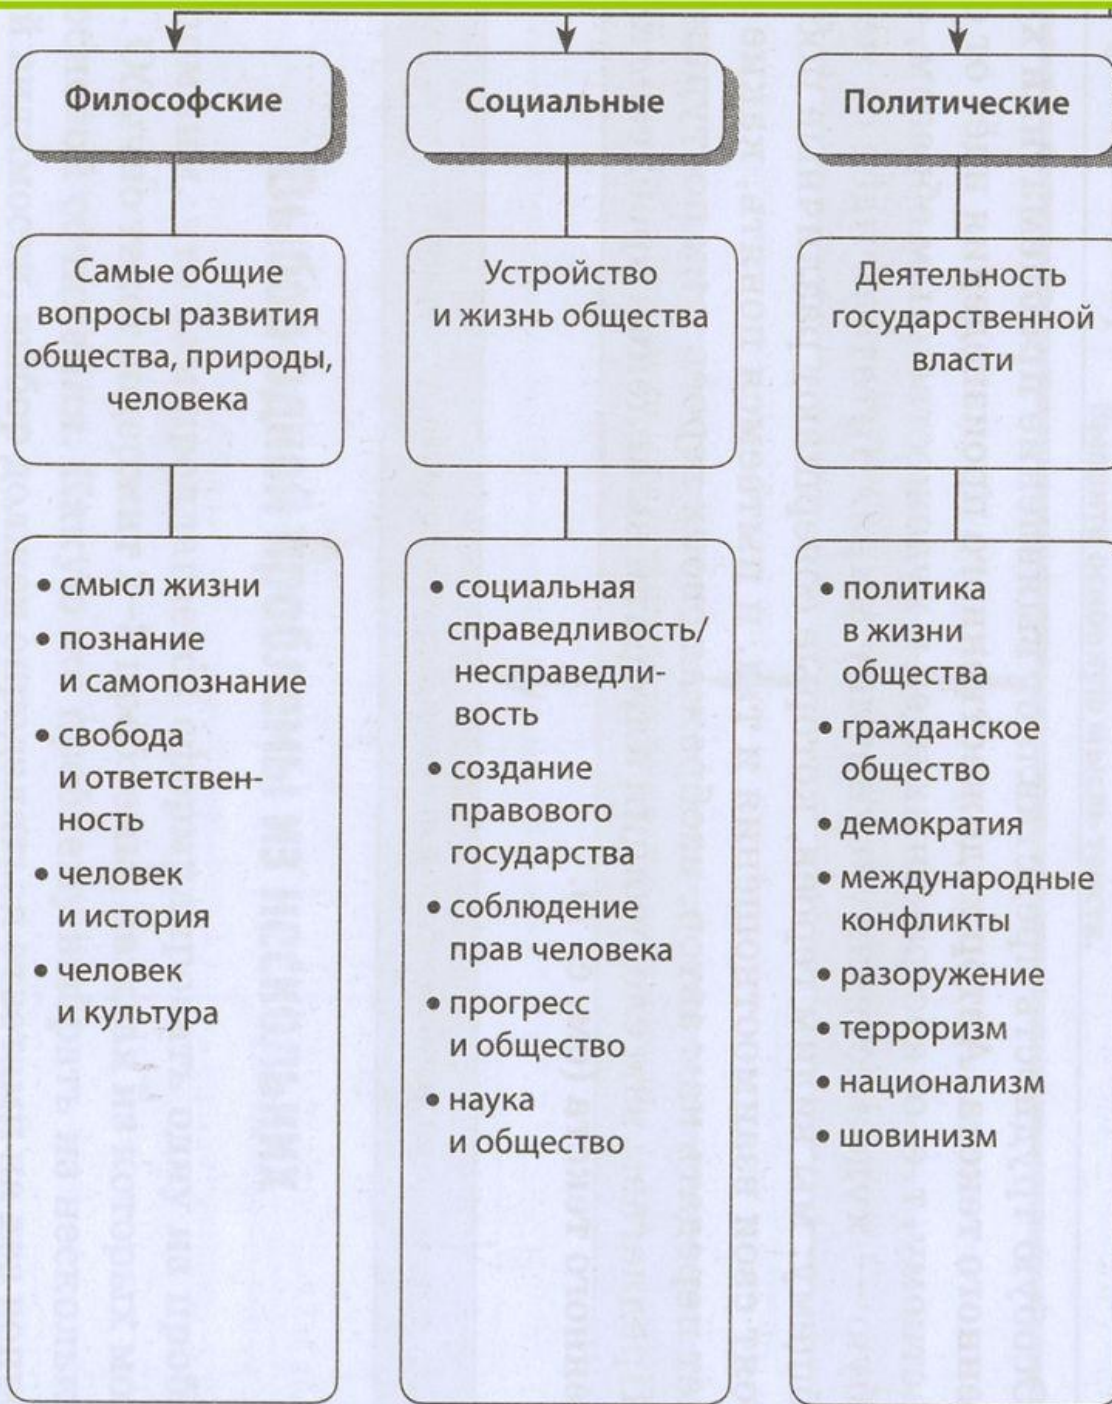 Философские
Социальные
Политические
Самые общие
вопросы развития
общества, природы,
человека
Устройство
и жизнь общества
Деятельность
государственной
власти
• смысл жизни
• познание
и самопознание
• свобода
и ответствен-
ность
• человек
и история
• человек
и культура
• социальная
справедливость/
несправедли-
вость
• создание
правового
государства
• соблюдение
прав человека
• прогресс
и общество
• наука
и общество
• политика
в жизни
общества
• гражданское
общество
• демократия
• международные
конфликты
• разоружение
• терроризм
• национализм
• шовинизм